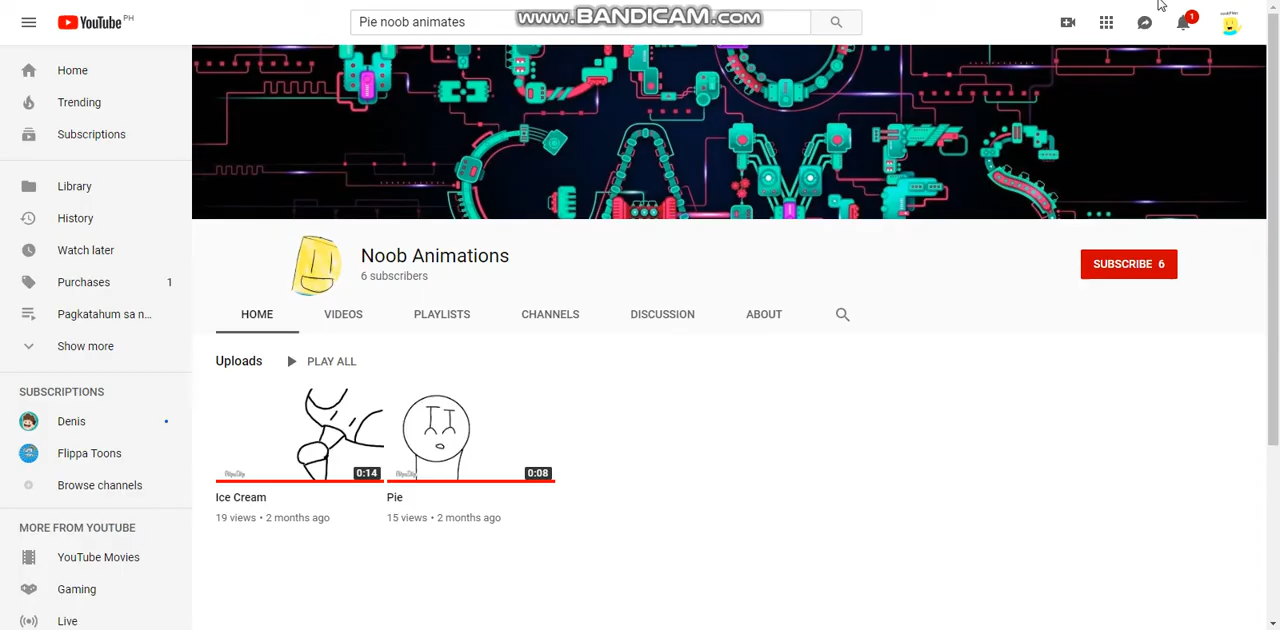 YouTube PH
Pie noob animates
www.BANDICAM.com
1
Home
Trending
Subscriptions
Library
History
Watch later
Purchases 1
Pagkatahum sa n...
Show more
SUBSCRIPTIONS
Denis
Flippa Toons
Browse channels
MORE FROM YOUTUBE
YouTube Movies
Gaming
Live
GAMES
Noob Animations
6 subscribers
SUBSCRIBE 6
HOME VIDEOS PLAYLISTS CHANNELS DISCUSSION ABOUT
Uploads PLAY ALL
0:14
Ice Cream
19 views • 2 months ago
0:08
Pie
15 views • 2 months ago